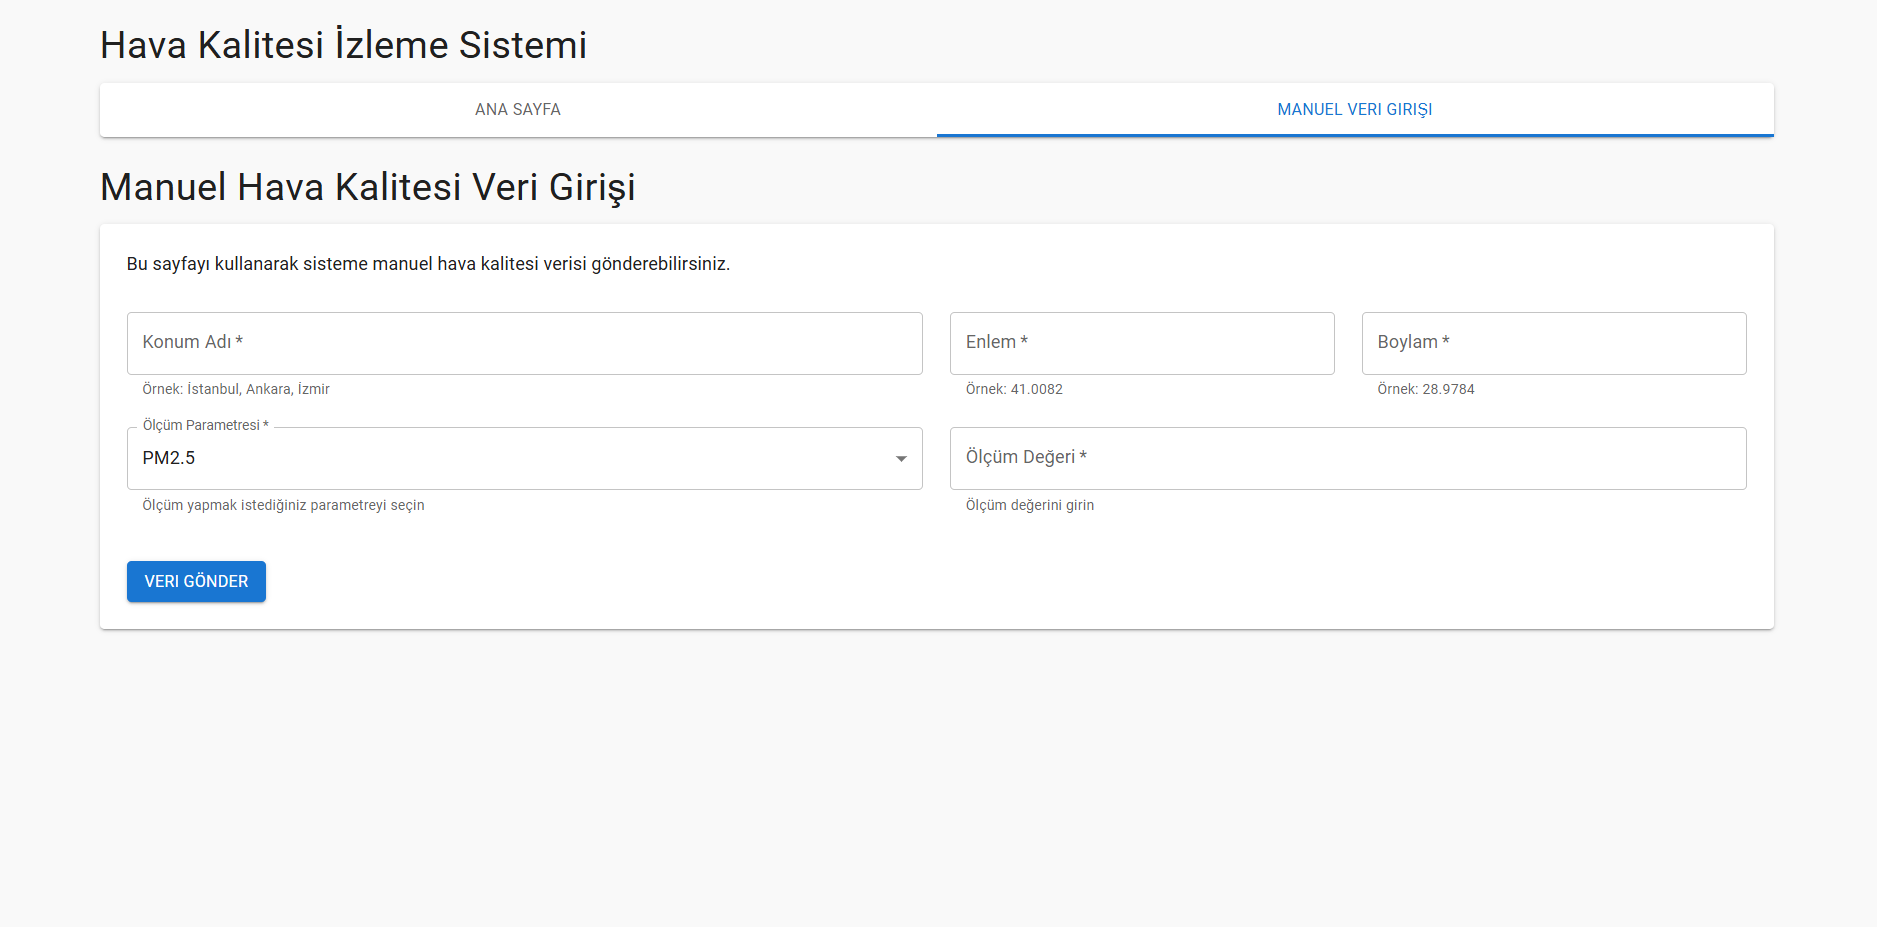 Hava Kalitesi İzleme Sistemi
ANA SAYFA
MANUEL VERI GIRIŞI
Manuel Hava Kalitesi Veri Girişi
Bu sayfayı kullanarak sisteme manuel hava kalitesi verisi gönderebilirsiniz.
Konum Adı *
Enlem *
Boylam *
Örnek: İstanbul, Ankara, İzmir
Örnek: 41.0082
Örnek: 28.9784
Ölçüm Parametresi *
PM2.5
Ölçüm Değeri *
Ölçüm yapmak istediğiniz parametreyi seçin
Ölçüm değerini girin
VERI GÖNDER